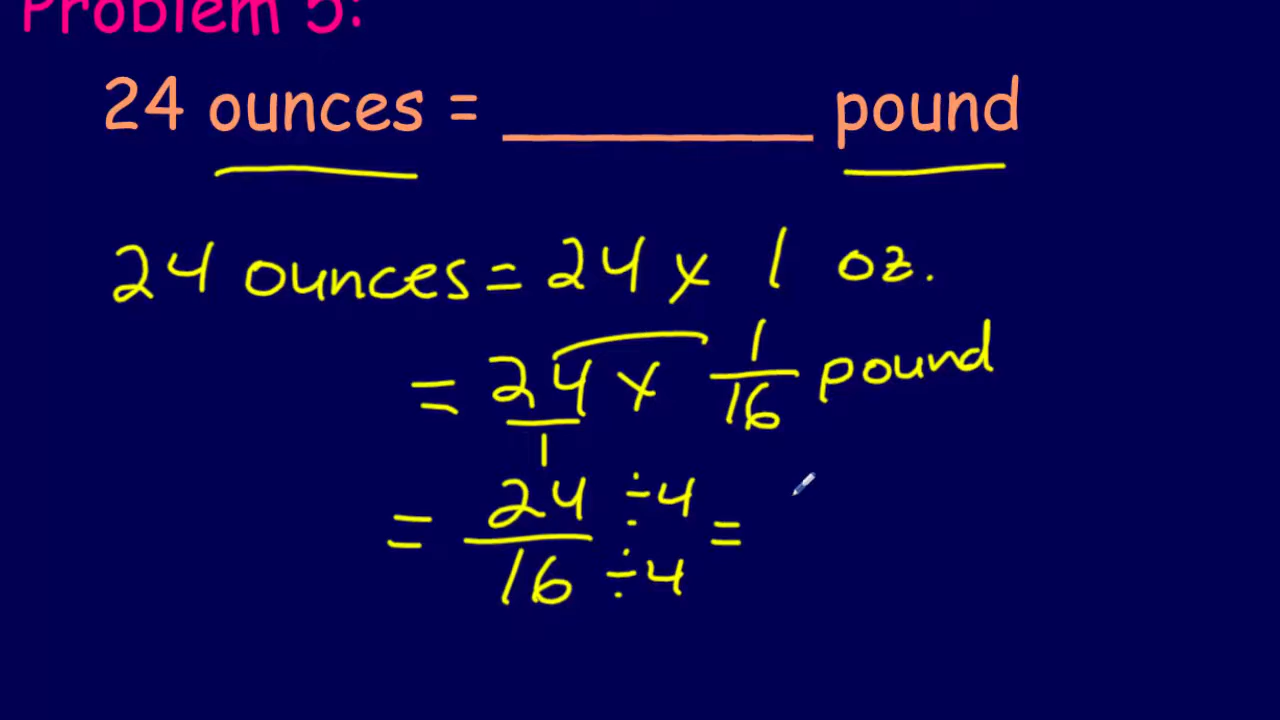 Problem 5:
24 ounces = ________ pound
24 ounces = 24 x 1 oz.
= 24/1 x 1/16 pound
= 24/16 ÷4/÷4 =